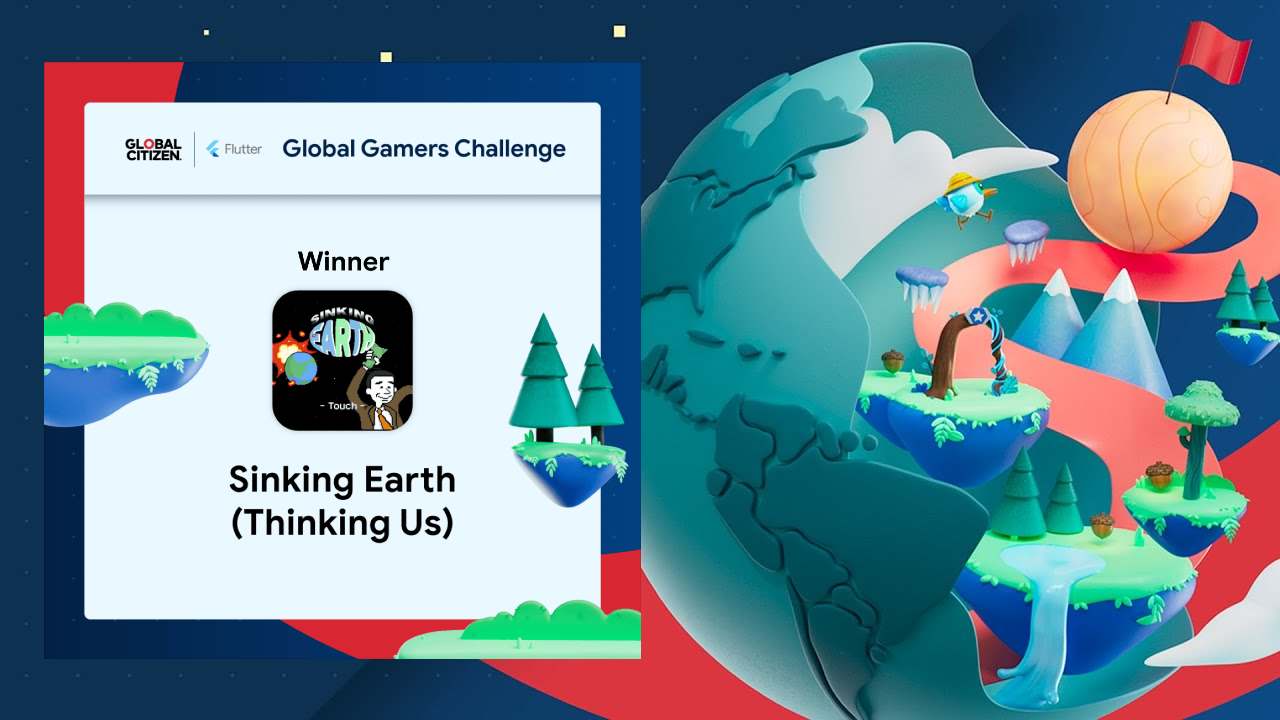 GLOBAL
CITIZEN.
Flutter
Global Gamers Challenge
Winner
SINKING
EARTH
- Touch -
Sinking Earth
(Thinking Us)